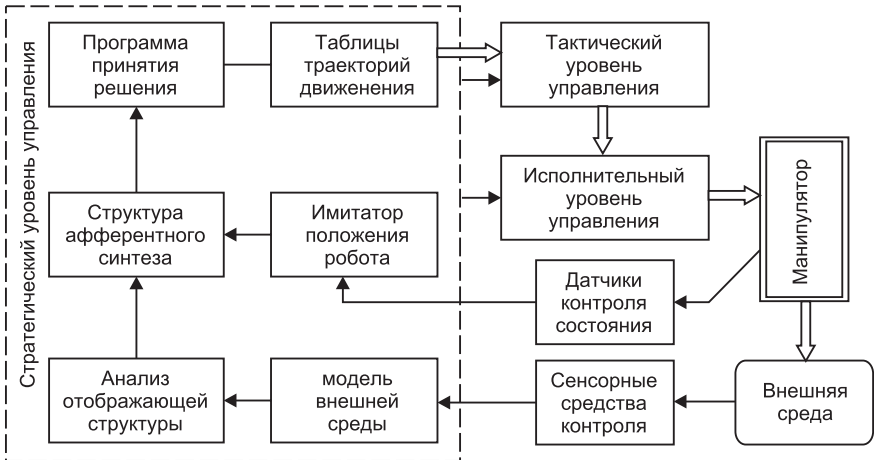 Стратегический уровень управления
Программа
принятия
решения
Таблицы
траекторий
движенения
Тактический
уровень
управления
Структура
афферентного
синтеза
Имитатор
положения
робота
Исполнительный
уровень
управления
Манипулятор
Датчики
контроля
состояния
Анализ
отображающей
структуры
модель
внешней
среды
Сенсорные
средства
контроля
Внешняя
среда